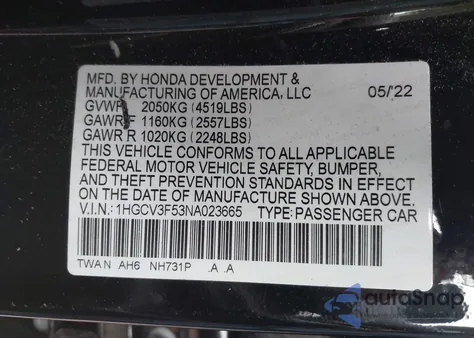 MFD. BY HONDA DEVELOPMENT &
MANUFACTURING OF AMERICA, LLC 05/'22
GVWR 2050KG (4519LBS)
GAWR F 1160KG (2557LBS)
GAWR R 1020KG (2248LBS)
THIS VEHICLE CONFORMS TO ALL APPLICABLE
FEDERAL MOTOR VEHICLE SAFETY, BUMPER,
AND THEFT PREVENTION STANDARDS IN EFFECT
ON THE DATE OF MANUFACTURE SHOWN ABOVE.
V.I.N.: 1HGCV3F53NA023665 TYPE: PASSENGER CAR
TWA N AH6 NH731P .A .A
autoSnap